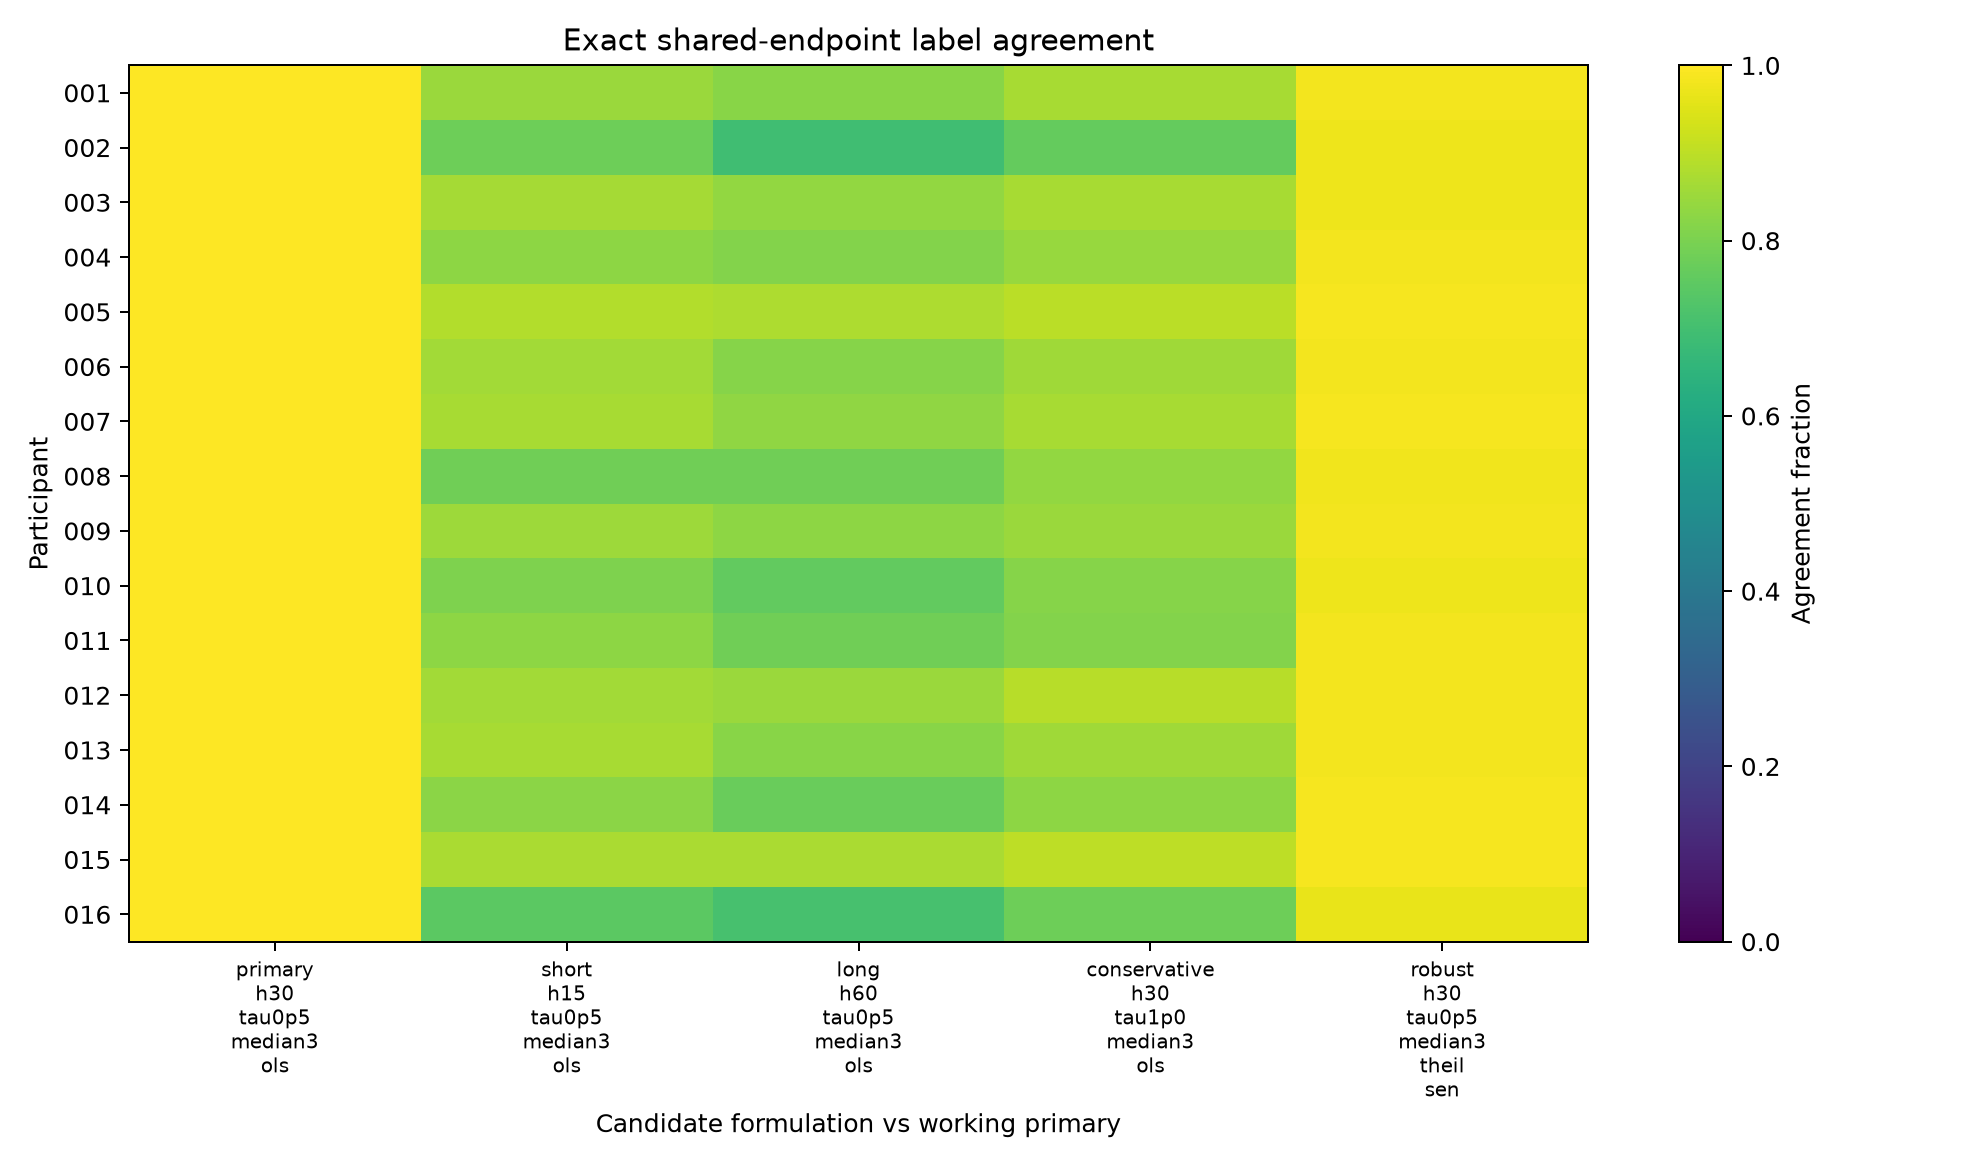 Exact shared-endpoint label agreement
Participant
001
002
003
004
005
006
007
008
009
010
011
012
013
014
015
016
primary
h30
tau0p5
median3
ols
short
h15
tau0p5
median3
ols
long
h60
tau0p5
median3
ols
conservative
h30
tau1p0
median3
ols
robust
h30
tau0p5
median3
theil
sen
Candidate formulation vs working primary
1.0
0.8
0.6
0.4
0.2
0.0
Agreement fraction